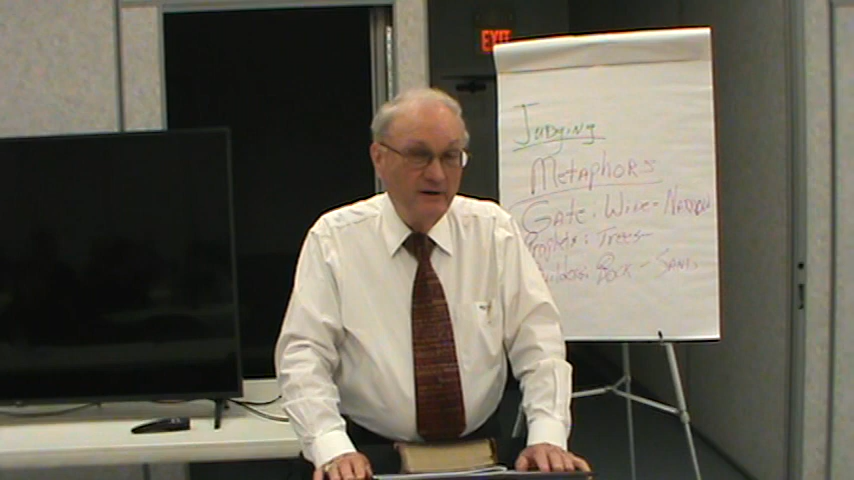 EXIT
Judging
Metaphors
Gate: Wide - Narrow
Prophets: Trees
Builders: Rock - Sand